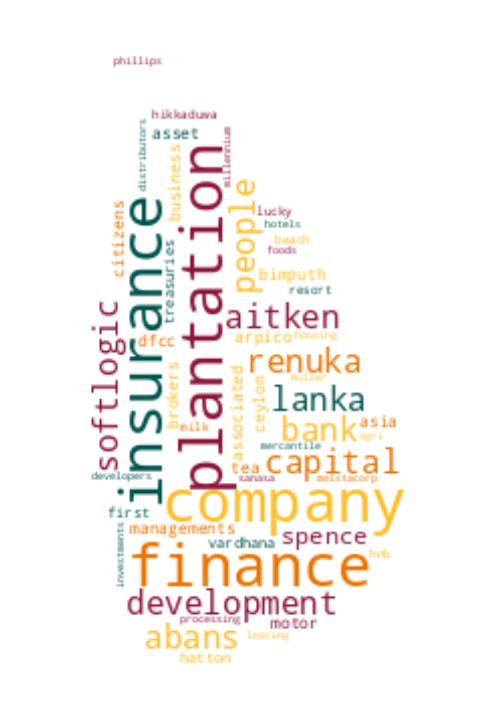 phillips
hikkaduwa
distributors
asset
millennium
business
plantation
people
insurance
citizens
lucky
hotels
beach
foods
treasuries
bimputh
resort
softlogic
aitken
dfcc
arpico
housing
renuka
brokers
associated
muller
ceylon
lanka
milk
bank
asia
agri
mercantile
tea
capital
developers
sanasa
melstacorp
company
first
managements
spence
investments
vardhana
finance
hnb
development
processing
motor
abans
leasing
hatton